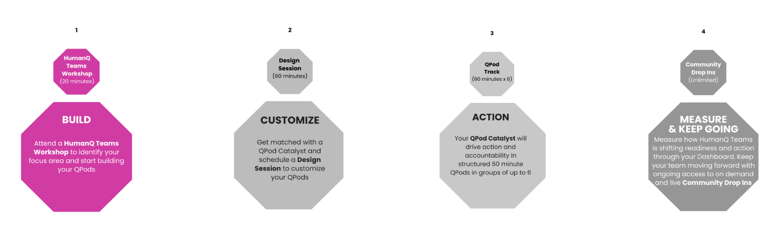 1
HumanQ
Teams
Workshop
(20 minutes)
BUILD
Attend a HumanQ Teams
Workshop to identify your
focus area and start building
your QPods
2
Design
Session
(60 minutes)
CUSTOMIZE
Get matched with a
QPod Catalyst and
schedule a Design
Session to customize
your QPods
3
QPod
Track
(60 minutes x 6)
ACTION
Your QPod Catalyst will
drive action and
accountability in
structured 60 minute
QPods in groups of up to 6
4
Community
Drop Ins
(Unlimited)
MEASURE
& KEEP GOING
Measure how HumanQ Teams
is shifting readiness and action
through your Dashboard. Keep
your team moving forward with
ongoing access to on demand
and live Community Drop Ins